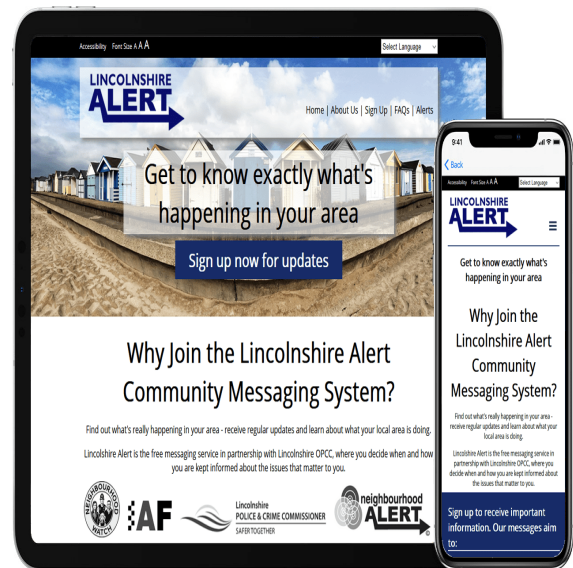 Accessibility Font Size A A A
Select Language
LINCOLNSHIRE
ALERT
Home | About Us | Sign Up | FAQs | Alerts
Get to know exactly what's
happening in your area
Sign up now for updates
Why Join the Lincolnshire Alert
Community Messaging System?
Find out what's really happening in your area - receive regular updates and learn about what your local area is doing.
Lincolnshire Alert is the free messaging service in partnership with Lincolnshire OPCC, where you decide when and how
you are kept informed about the issues that matter to you.
NEIGHBOURHOOD
WATCH
AF
Lincolnshire
POLICE & CRIME COMMISSIONER
SAFER TOGETHER
neighbourhood
ALERT
9:41
Back
Accessibility Font Size A A A
Select Language
LINCOLNSHIRE
ALERT
Get to know exactly what's
happening in your area
Why Join the
Lincolnshire Alert
Community
Messaging System?
Find out what's really happening in your area -
receive regular updates and learn about what your
local area is doing.
Lincolnshire Alert is the free messaging service in
partnership with Lincolnshire OPCC, where you
decide when and how you are kept informed about
the issues that matter to you.
Sign up to receive important
information. Our messages aim
to: